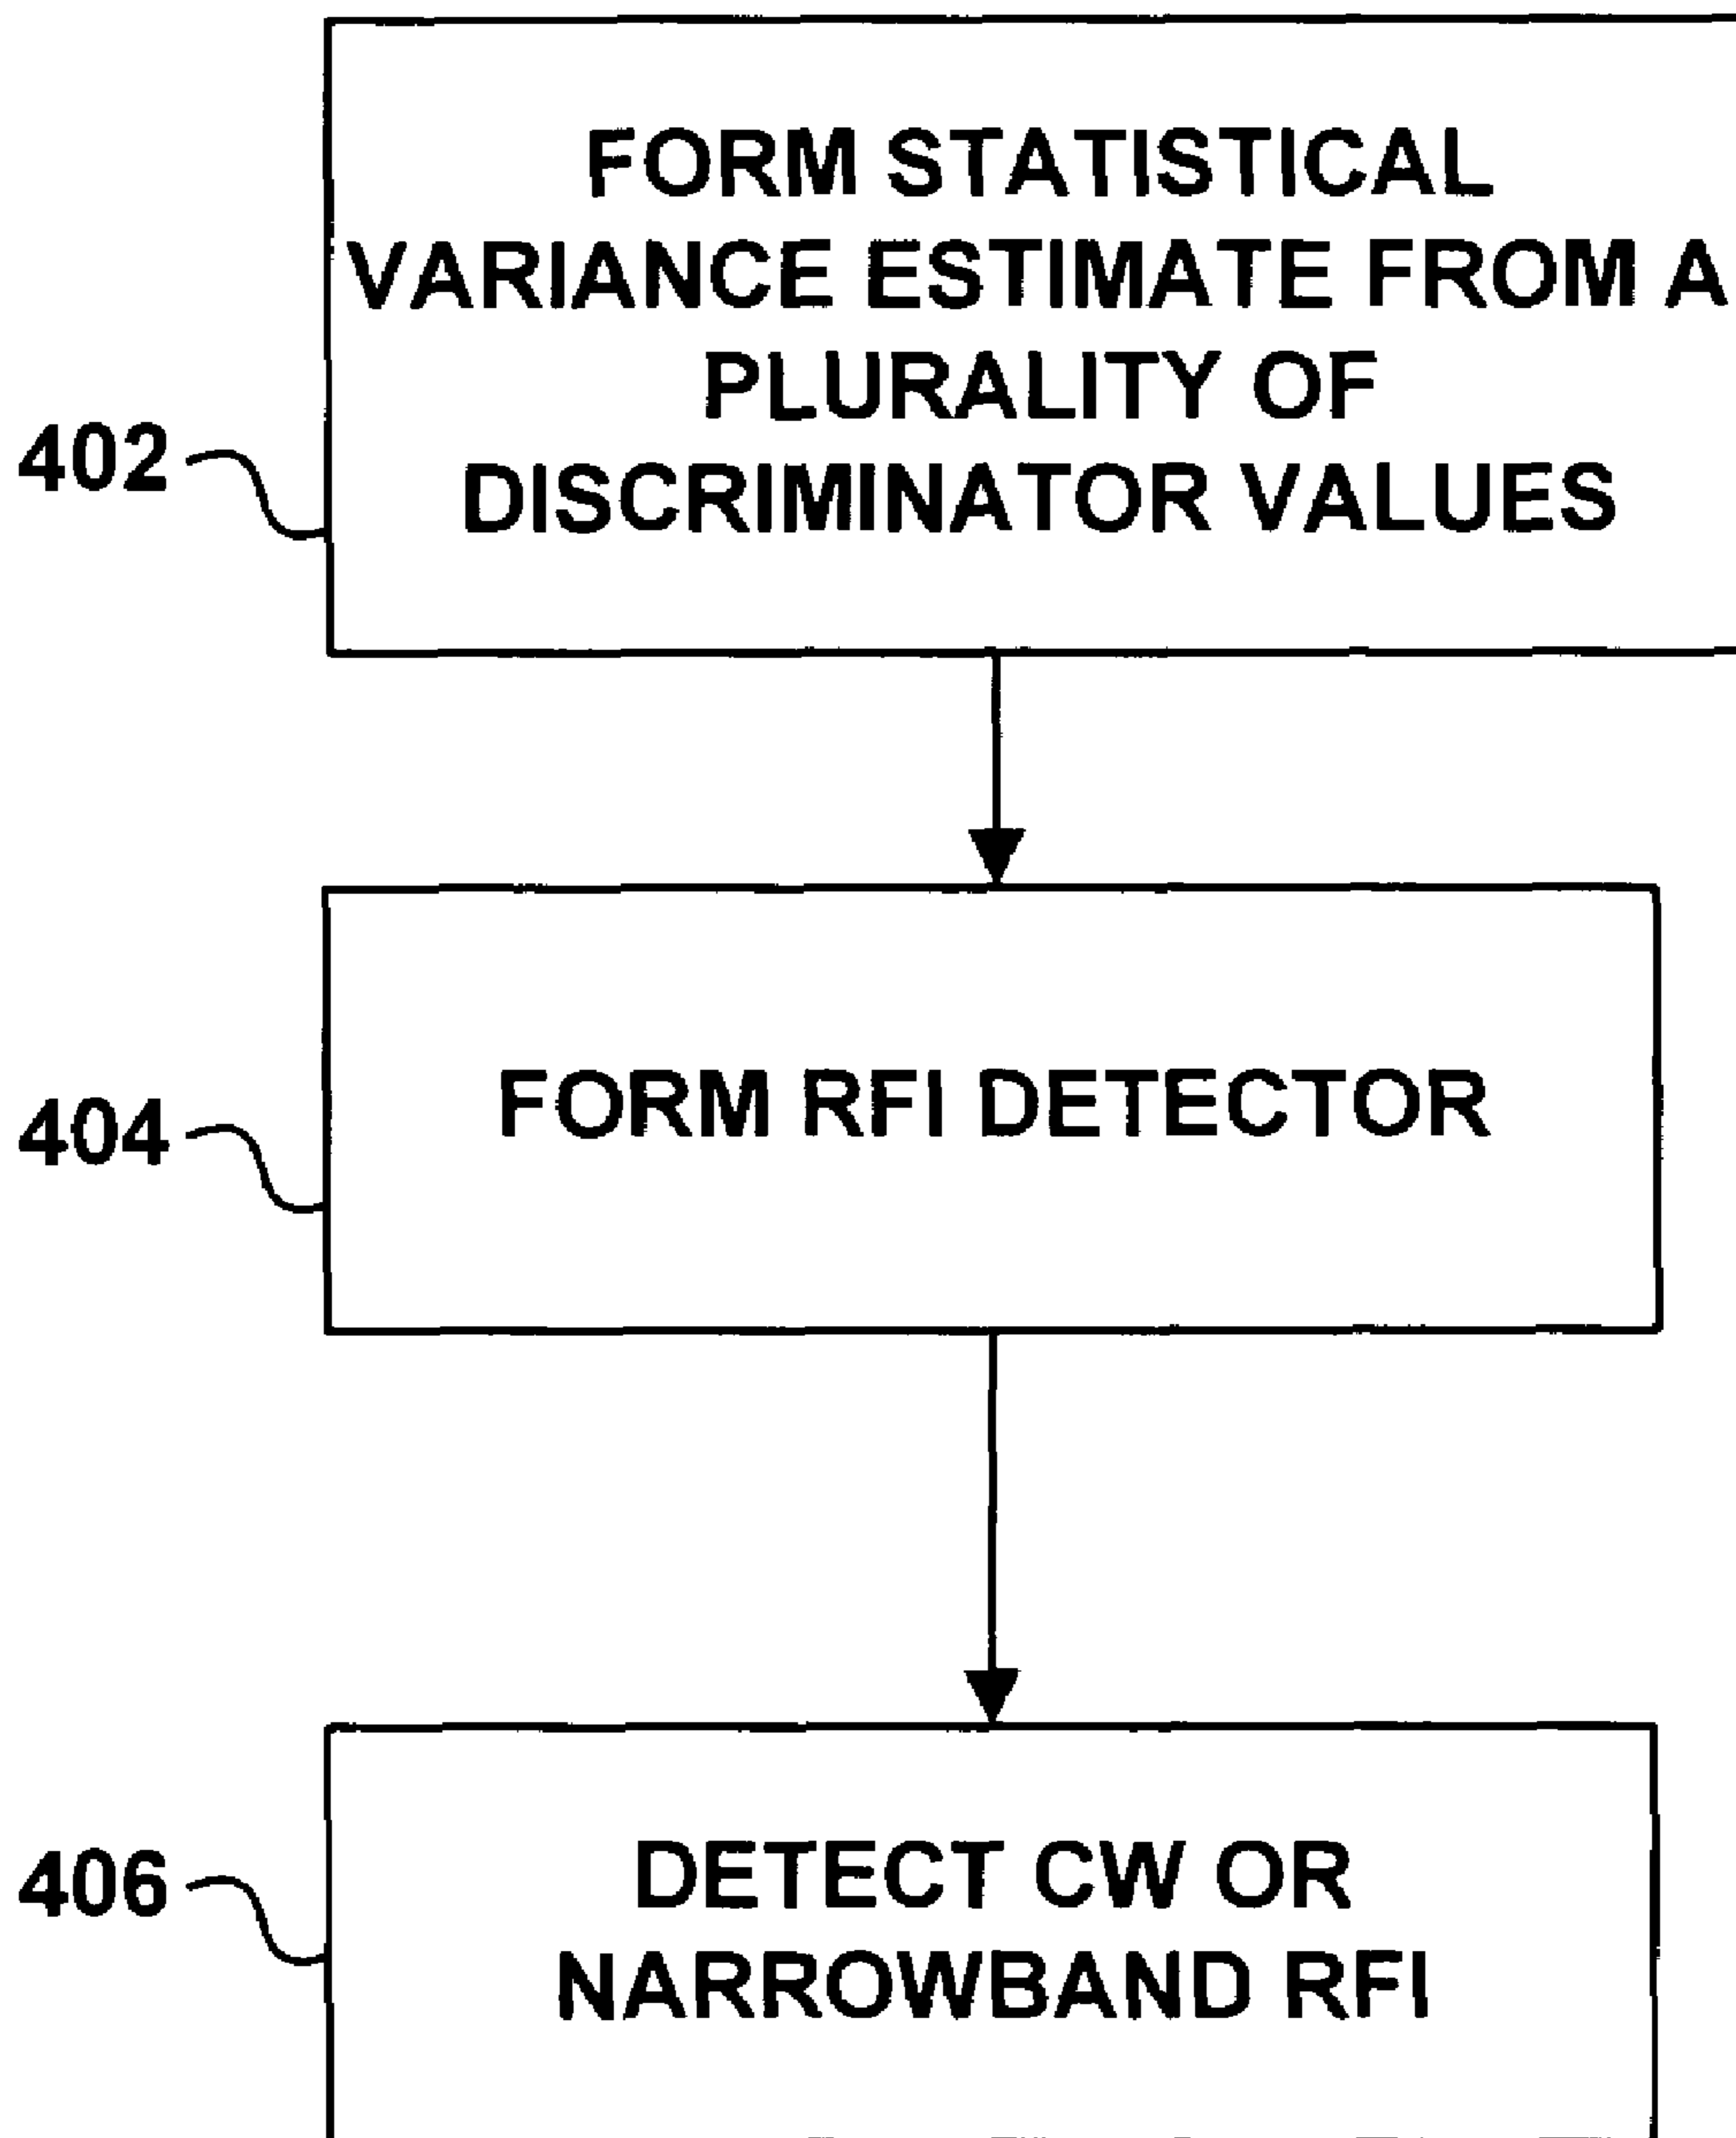 FORM STATISTICAL
VARIANCE ESTIMATE FROM A
PLURALITY OF
402
DISCRIMINATOR VALUES
404
FORM RFI DETECTOR
406
DETECT CW OR
NARROWBAND RFI